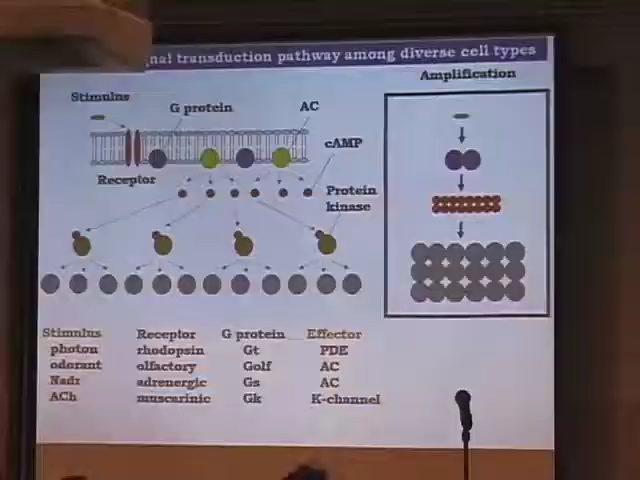 nal transduction pathway among diverse cell types
Amplification
Stimulus
G protein
AC
cAMP
Receptor
Protein
kinase
Stimulus Receptor G protein Effector
photon rhodopsin Gt PDE
odorant olfactory Golf AC
Nadr adrenergic Gs AC
ACh muscarinic Gk K-channel